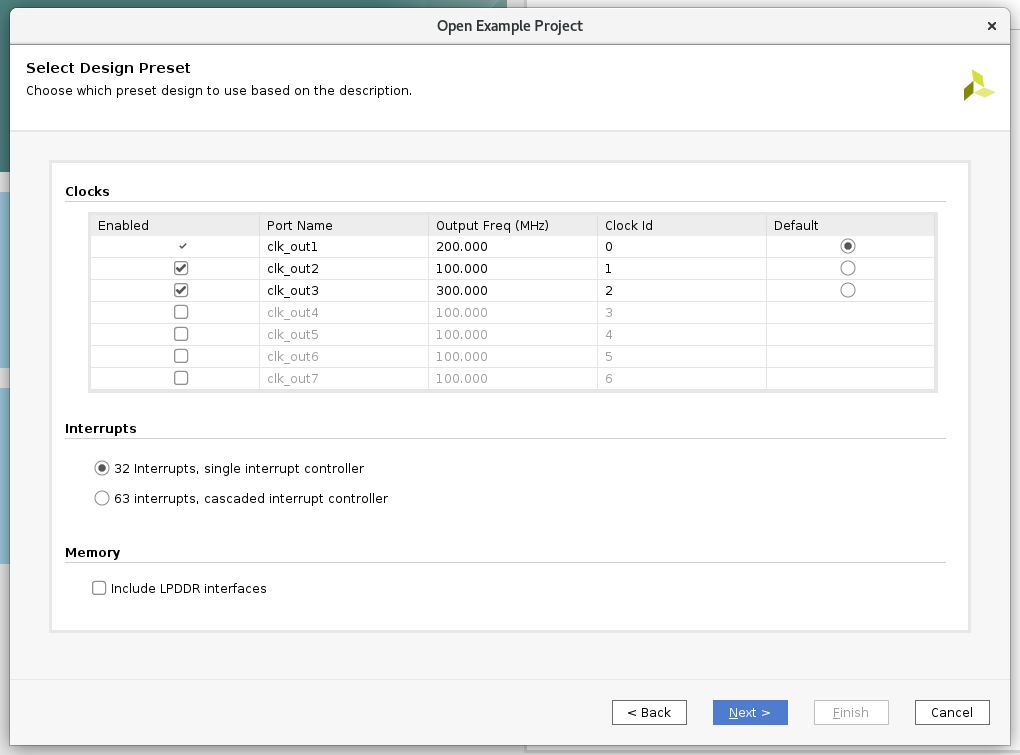 Open Example Project
Select Design Preset
Choose which preset design to use based on the description.
Clocks
Enabled Port Name Output Freq (MHz) Clock Id Default
clk_out1 200.000 0
clk_out2 100.000 1
clk_out3 300.000 2
clk_out4 100.000 3
clk_out5 100.000 4
clk_out6 100.000 5
clk_out7 100.000 6
Interrupts
32 Interrupts, single interrupt controller
63 interrupts, cascaded interrupt controller
Memory
Include LPDDR interfaces
< Back Next > Finish Cancel